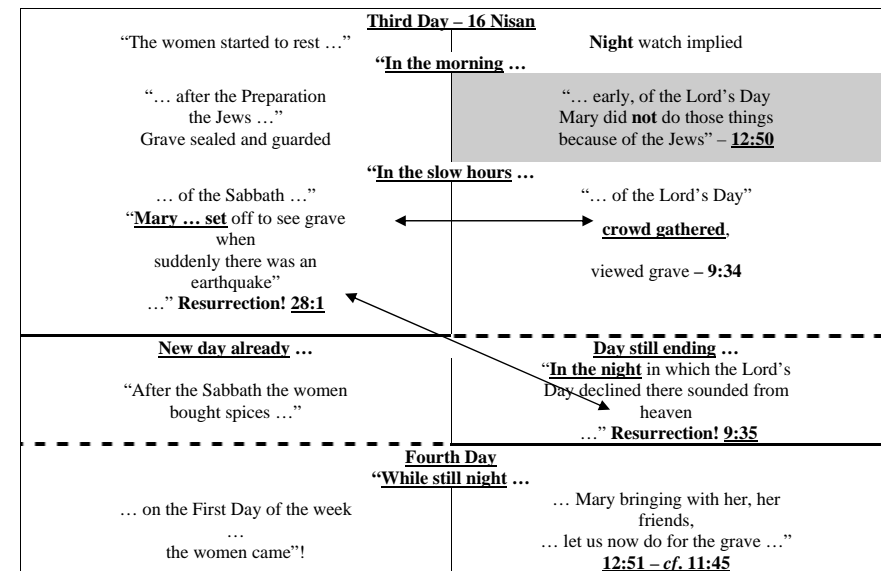 Third Day – 16 Nisan
“The women started to rest …”
Night watch implied
“In the morning …
“… after the Preparation
the Jews …”
Grave sealed and guarded
“… early, of the Lord’s Day
Mary did not do those things
because of the Jews” – 12:50
“In the slow hours …
… of the Sabbath …”
“Mary … set off to see grave
when
suddenly there was an
earthquake”
…” Resurrection! 28:1
“… of the Lord’s Day”
crowd gathered,
viewed grave – 9:34
New day already …
“After the Sabbath the women
bought spices …”
Day still ending …
“In the night in which the Lord’s
Day declined there sounded from
heaven
…” Resurrection! 9:35
Fourth Day
“While still night …
… on the First Day of the week
…
the women came”!
… Mary bringing with her, her
friends,
… let us now do for the grave …”
12:51 – cf. 11:45